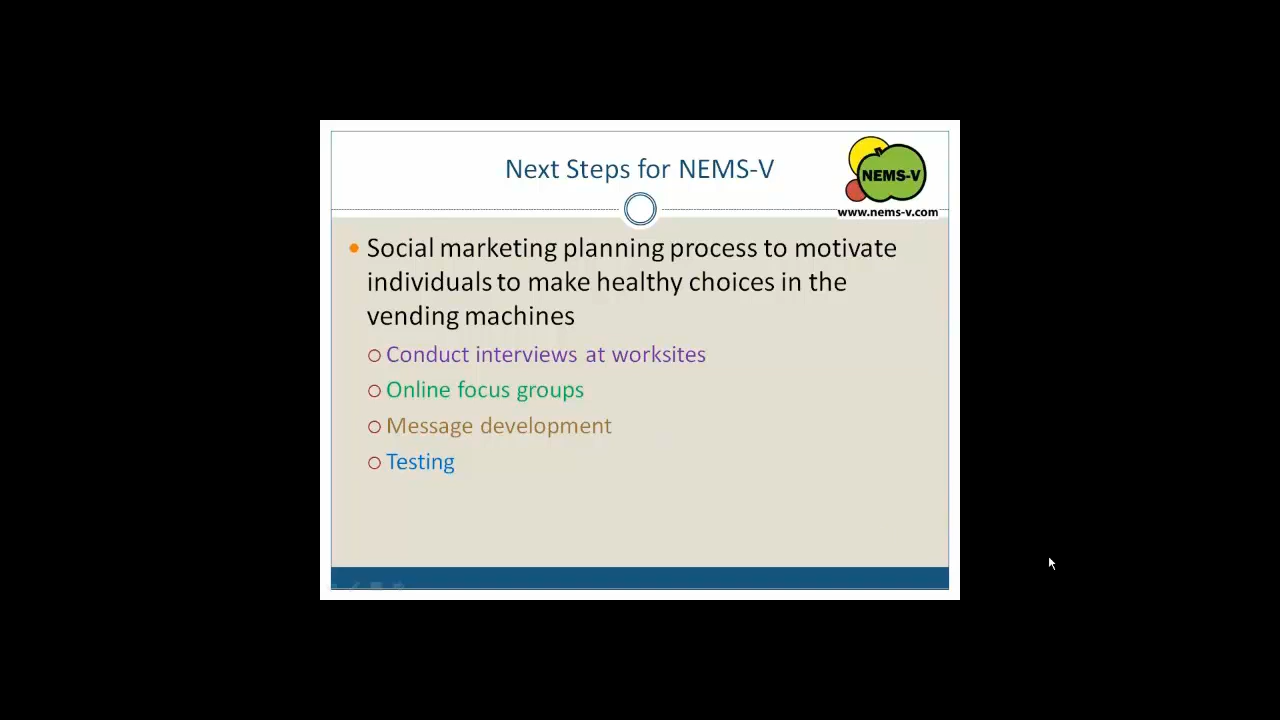 Next Steps for NEMS-V
NEMS-V
www.nems-v.com
Social marketing planning process to motivate
individuals to make healthy choices in the
vending machines
Conduct interviews at worksites
Online focus groups
Message development
Testing